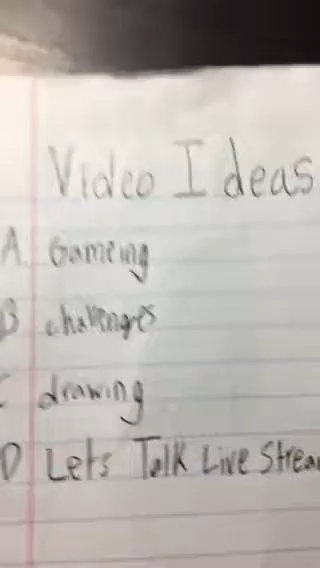 Video Ideas
A. Gameing
B challenges
C drawing
D Lets Talk Live Strea